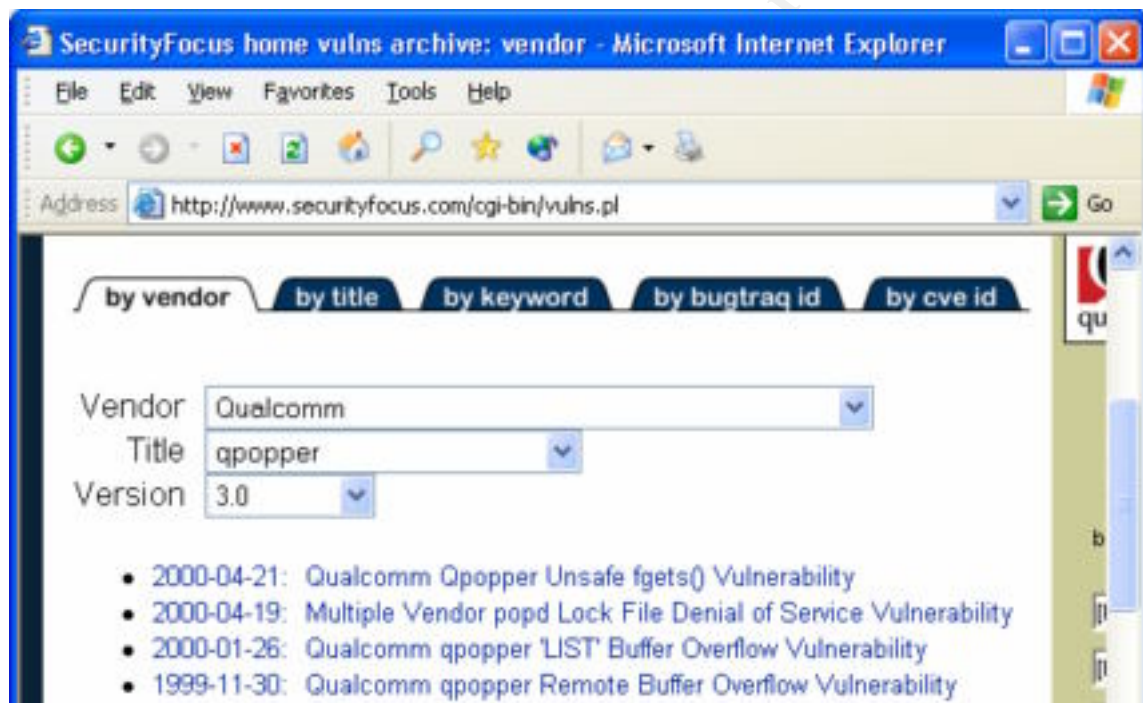 SecurityFocus home vulns archive: vendor - Microsoft Internet Explorer
File Edit View Favorites Tools Help
Address http://www.securityfocus.com/cgi-bin/vulns.pl Go
by vendor by title by keyword by bugtraq id by cve id
qu
Vendor Qualcomm
Title qpopper
Version 3.0
b
• 2000-04-21: Qualcomm Qpopper Unsafe fgets() Vulnerability
• 2000-04-19: Multiple Vendor popd Lock File Denial of Service Vulnerability
• 2000-01-26: Qualcomm qpopper 'LIST' Buffer Overflow Vulnerability
• 1999-11-30: Qualcomm qpopper Remote Buffer Overflow Vulnerability